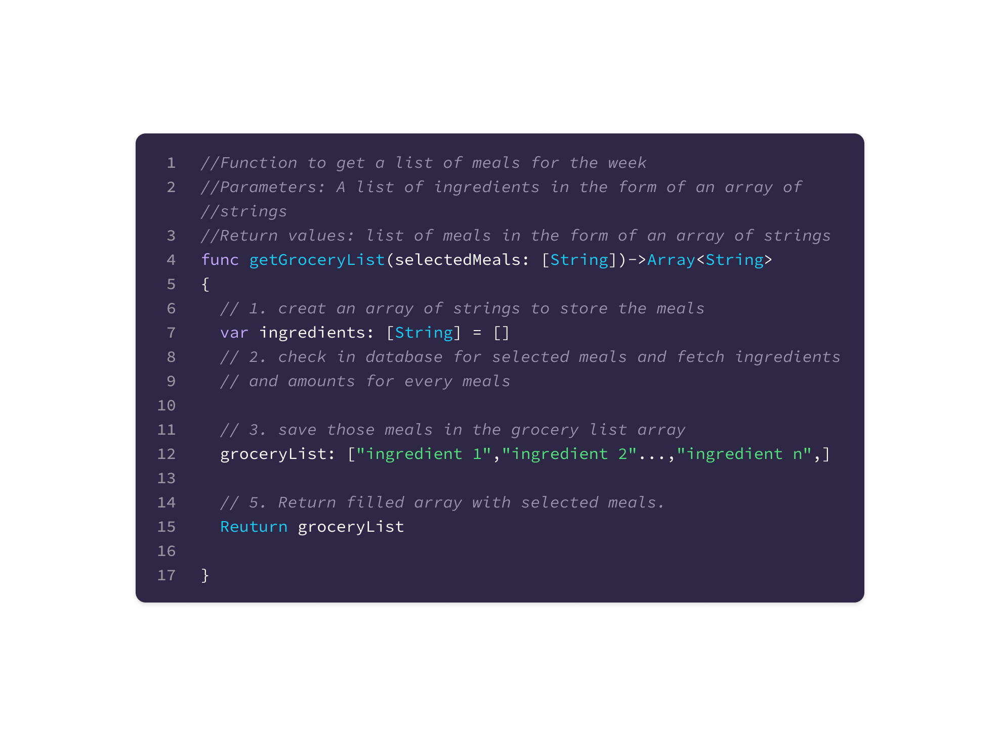 1 //Function to get a list of meals for the week
2 //Parameters: A list of ingredients in the form of an array of
//strings
3 //Return values: list of meals in the form of an array of strings
4 func getGroceryList(selectedMeals: [String])->Array<String>
5 {
6 // 1. creat an array of strings to store the meals
7 var ingredients: [String] = []
8 // 2. check in database for selected meals and fetch ingredients
9 // and amounts for every meals
10
11 // 3. save those meals in the grocery list array
12 groceryList: ["ingredient 1","ingredient 2"...,"ingredient n",]
13
14 // 5. Return filled array with selected meals.
15 Reuturn groceryList
16
17 }